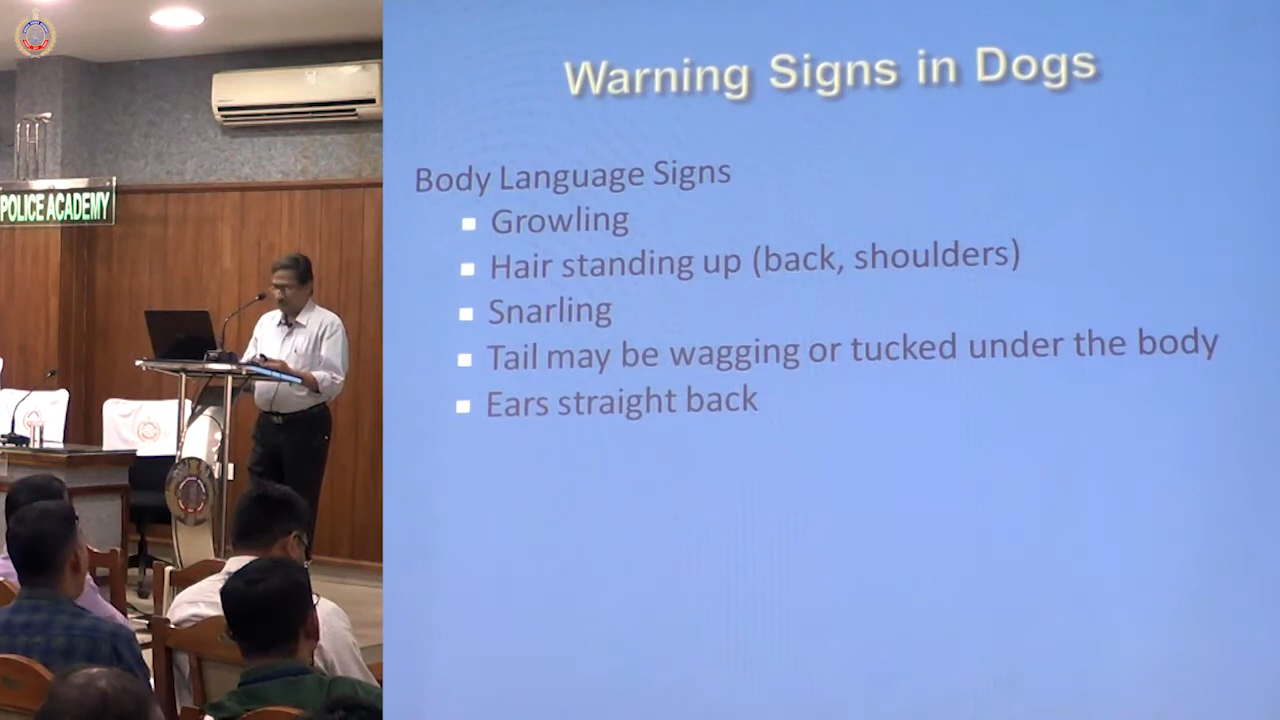 Warning Signs in Dogs
POLICE ACADEMY
Body Language Signs
Growling
Hair standing up (back, shoulders)
Snarling
Tail may be wagging or tucked under the body
Ears straight back